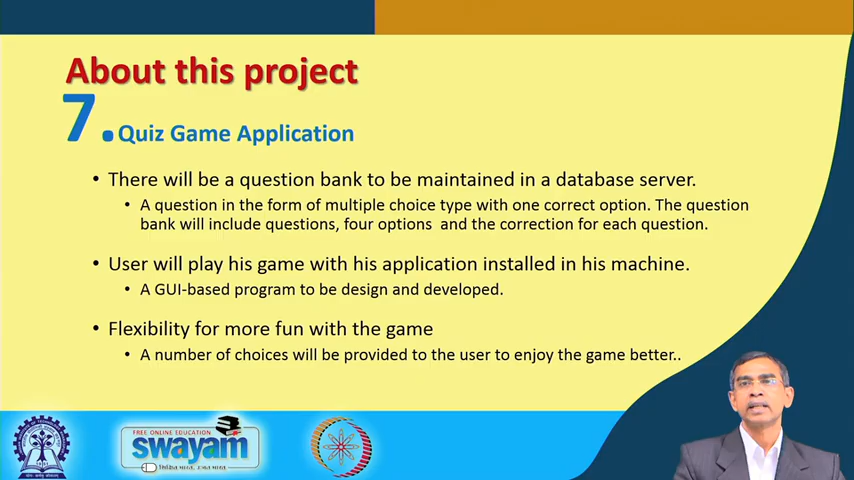 About this project
7. Quiz Game Application
• There will be a question bank to be maintained in a database server.
• A question in the form of multiple choice type with one correct option. The question
bank will include questions, four options and the correction for each question.
• User will play his game with his application installed in his machine.
• A GUI-based program to be design and developed.
• Flexibility for more fun with the game
• A number of choices will be provided to the user to enjoy the game better..
FREE ONLINE EDUCATION
swayam